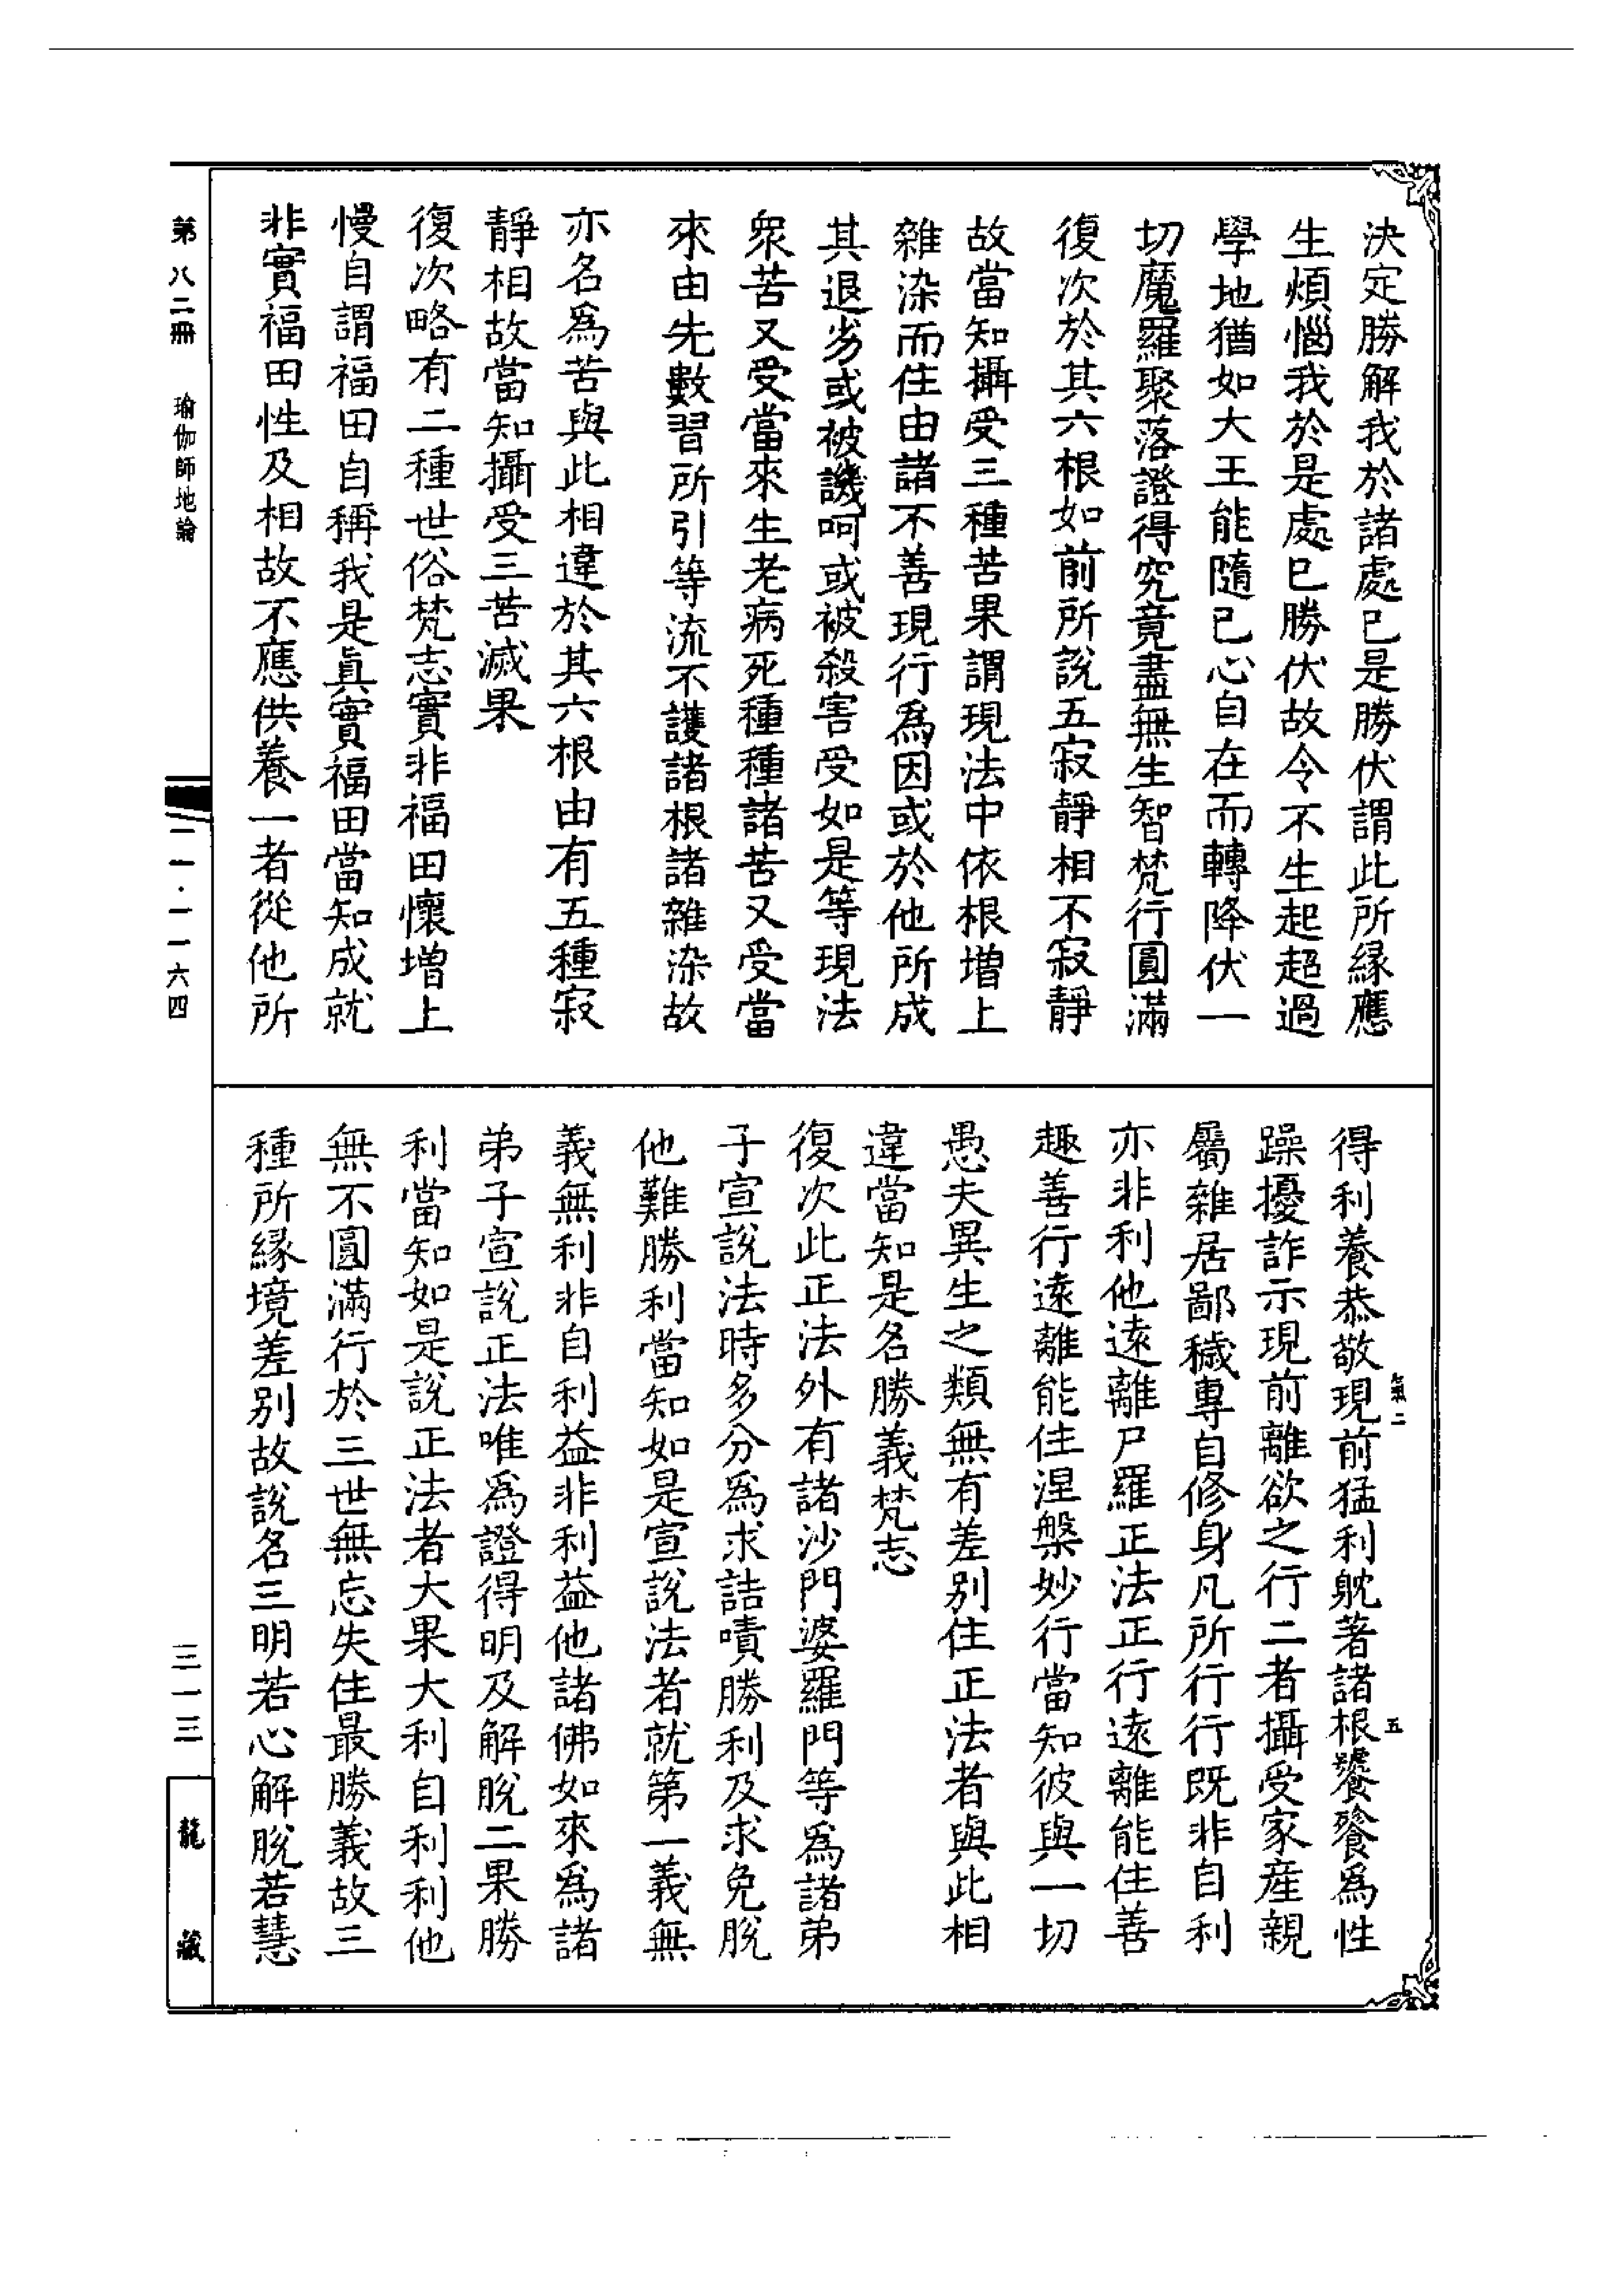 決定勝解我於諸處已是勝伏謂此所緣應
生煩惱我於是處已勝伏故令不生起超過
學地猶如大王能隨已心自在而轉降伏一
切魔羅聚落證得究竟盡無生智梵行圓滿
復次於其六根如前所說五寂靜相不寂靜
故當知攝受三種苦果謂現法中依根增上
雜染而住由諸不善現行為因或於他所成
其退劣或被譏呵或被殺害受如是等現法
衆苦又受當來生老病死種種諸苦又受當
來由先數習所引等流不護諸根諸雜染故
亦名為苦與此相違於其六根由有五種寂
靜相故當知攝受三苦滅果
復次略有二種世俗梵志實非福田懷增上
慢自謂福田自稱我是眞實福田當知成就
非實福田性及相故不應供養一者從他所
得利養恭敬現前猛利躭著諸根饕餮為性
躁擾詐示現前離欲之行二者攝受家産親
屬雜居鄙穢專自修身凡所行行既非自利
亦非利他遠離尸羅正法正行遠離能住善
趣善行遠離能住涅槃妙行當知彼與一切
愚夫異生之類無有差别住正法者與此相
違當知是名勝義梵志
復次此正法外有諸沙門婆羅門等為諸弟
子宣說法時多分為求詰嘖勝利及求免脫
他難勝利當知如是宣說法者就第一義無
義無利非自利益非利益他諸佛如來為諸
弟子宣說正法唯為證得明及解脫二果勝
利當知如是說正法者大果大利自利利他
無不圓滿行於三世無忘失住最勝義故三
種所緣境差别故說名三明若心解脫若慧
氣二
五
第八二冊
瑜伽師地論
一一·一一六四
三一三
龍藏